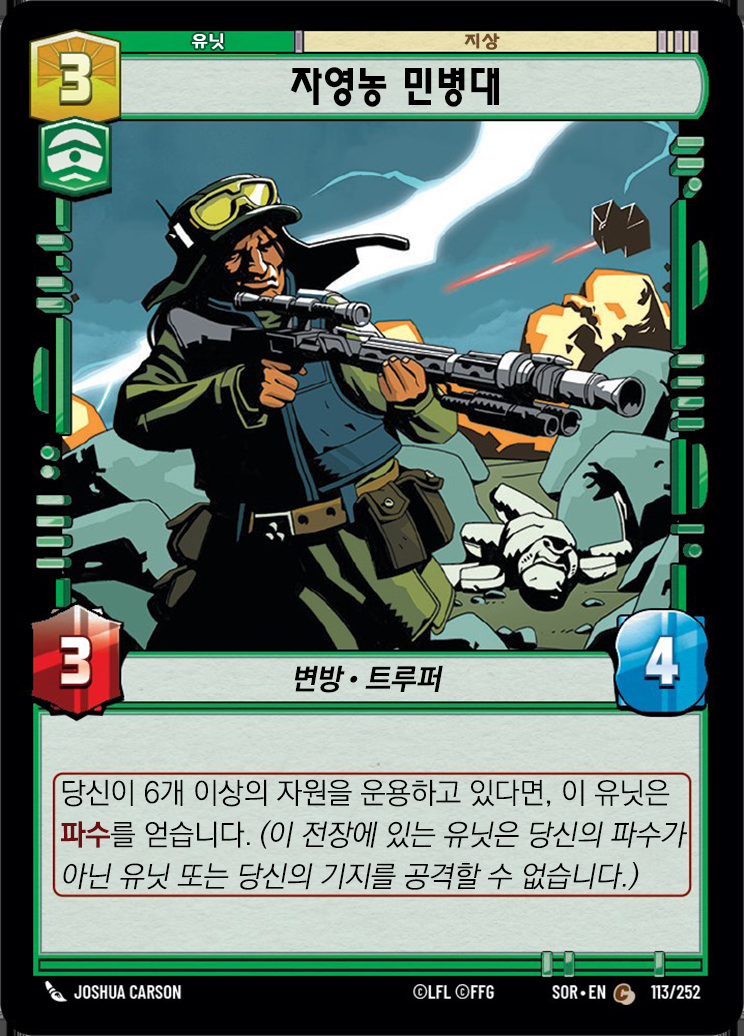 유닛 지상
3 자영농 민병대
3 변방 • 트루퍼 4
당신이 6개 이상의 자원을 운용하고 있다면, 이 유닛은
파수를 얻습니다. (이 전장에 있는 유닛은 당신의 파수가
아닌 유닛 또는 당신의 기지를 공격할 수 없습니다.)
JOSHUA CARSON ©LFL ©FFG SOR • EN C 113/252